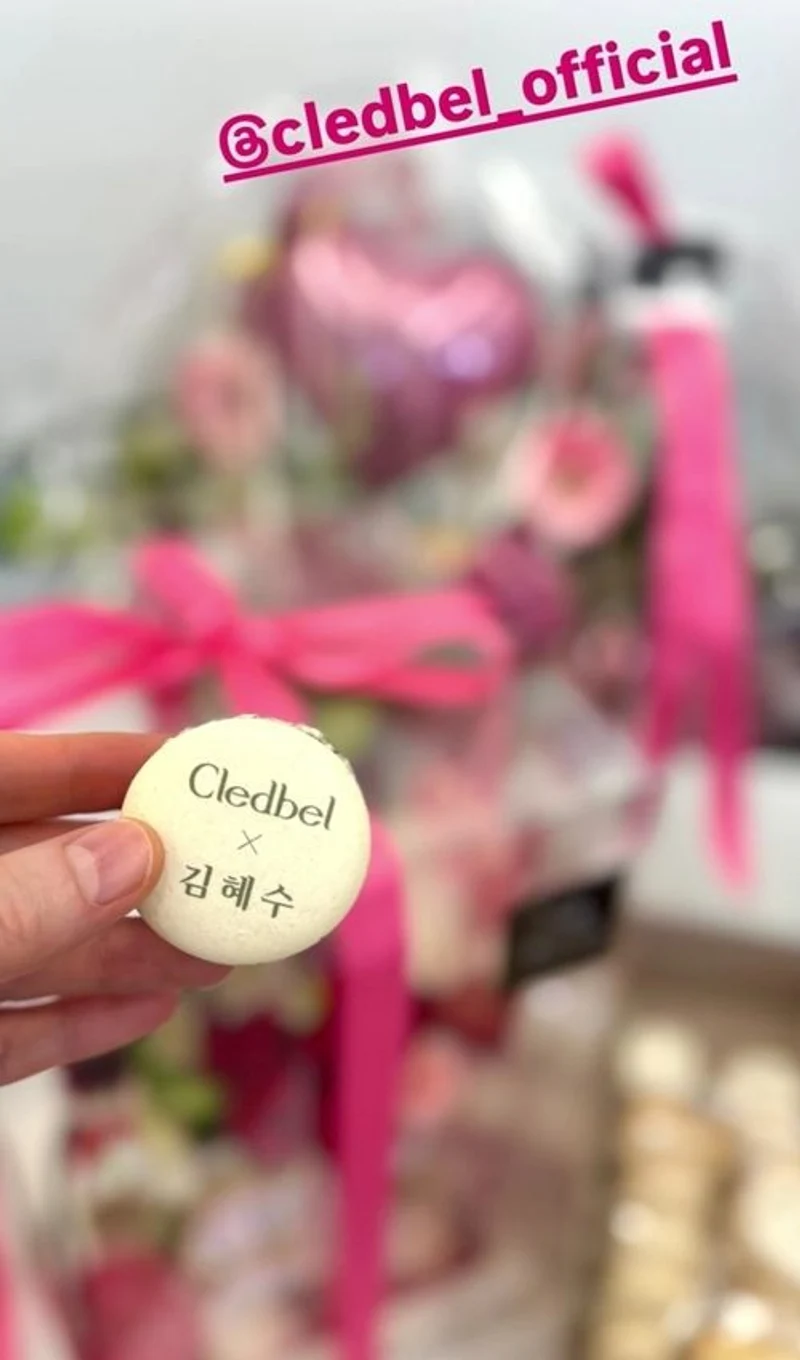 @cledbel_official
Cledbel
×
김혜수